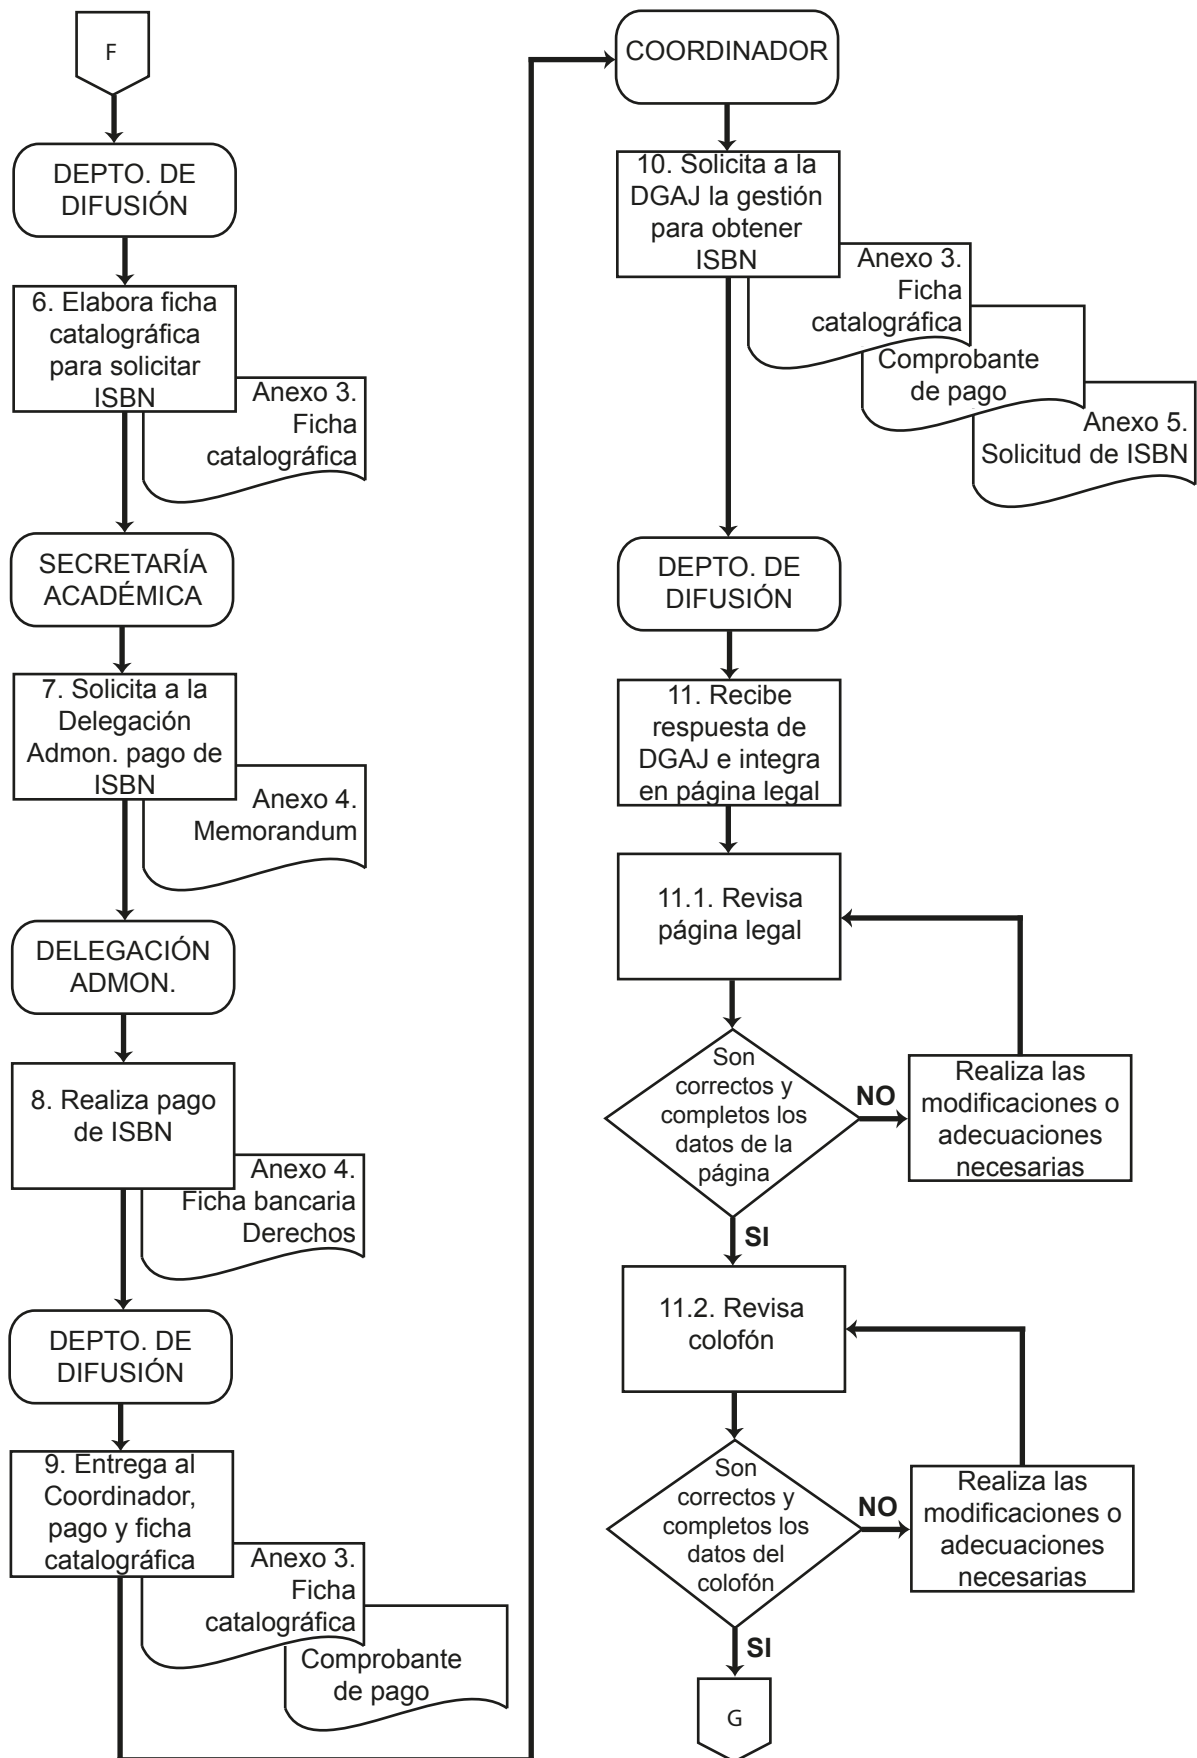 F
DEPTO. DE
DIFUSIÓN
6. Elabora ficha
catalográfica
para solicitar
ISBN
Anexo 3.
Ficha
catalográfica
SECRETARÍA
ACADÉMICA
7. Solicita a la
Delegación
Admon. pago de
ISBN
Anexo 4.
Memorandum
DELEGACIÓN
ADMON.
8. Realiza pago
de ISBN
Anexo 4.
Ficha bancaria
Derechos
DEPTO. DE
DIFUSIÓN
9. Entrega al
Coordinador,
pago y ficha
catalográfica
Anexo 3.
Ficha
catalográfica
Comprobante
de pago
COORDINADOR
10. Solicita a la
DGAJ la gestión
para obtener
ISBN
Anexo 3.
Ficha
catalográfica
Comprobante
de pago
Anexo 5.
Solicitud de ISBN
DEPTO. DE
DIFUSIÓN
11. Recibe
respuesta de
DGAJ e integra
en página legal
11.1. Revisa
página legal
Son
correctos y
completos los
datos de la
página
NO
Realiza las
modificaciones o
adecuaciones
necesarias
SI
11.2. Revisa
colofón
Son
correctos y
completos los
datos del
colofón
NO
Realiza las
modificaciones o
adecuaciones
necesarias
SI
G